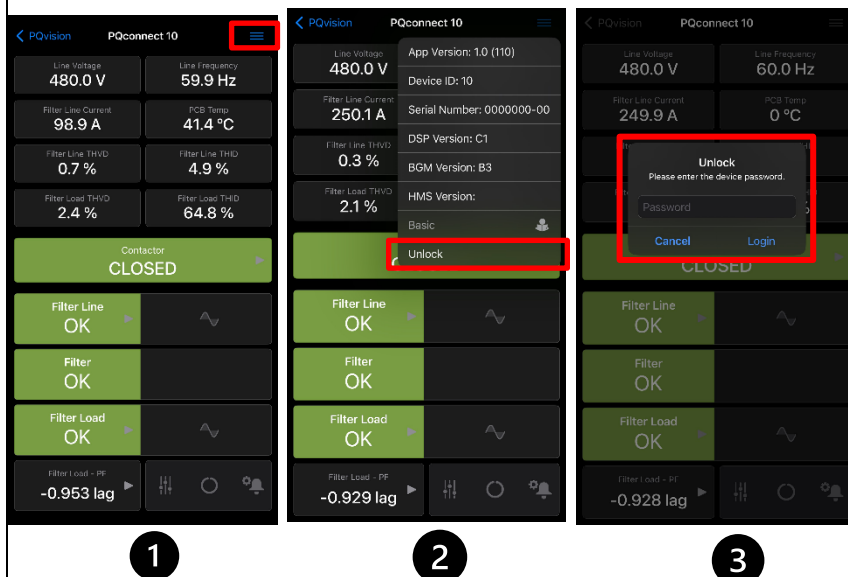 PQvision PQconnect 10
Line Voltage Line Frequency
480.0 V 59.9 Hz
Filter Line Current PCB Temp
98.9 A 41.4 °C
Filter Line THVD Filter Line THID
0.7 % 4.9 %
Filter Load THVD Filter Load THID
2.4 % 64.8 %
Contactor
CLOSED
Filter Line
OK
Filter
OK
Filter Load
OK
Filter Load - PF
-0.953 lag
1
PQvision PQconnect 10
Line Voltage
480.0 V
Filter Line Current
250.1 A
Filter Line THVD
0.3 %
Filter Load THVD
2.1 %
App Version: 1.0 (110)
Device ID: 10
Serial Number: 0000000-00
DSP Version: C1
BGM Version: B3
HMS Version:
Basic
Unlock
Filter Line
OK
Filter
OK
Filter Load
OK
Filter Load - PF
-0.929 lag
2
PQvision PQconnect 10
Line Voltage Line Frequency
480.0 V 60.0 Hz
Filter Line Current PCB Temp
249.9 A 0 °C
Unlock
Please enter the device password.
Password
Cancel Login
CLOSED
Filter Line
OK
Filter
OK
Filter Load
OK
Filter Load - PF
-0.928 lag
3